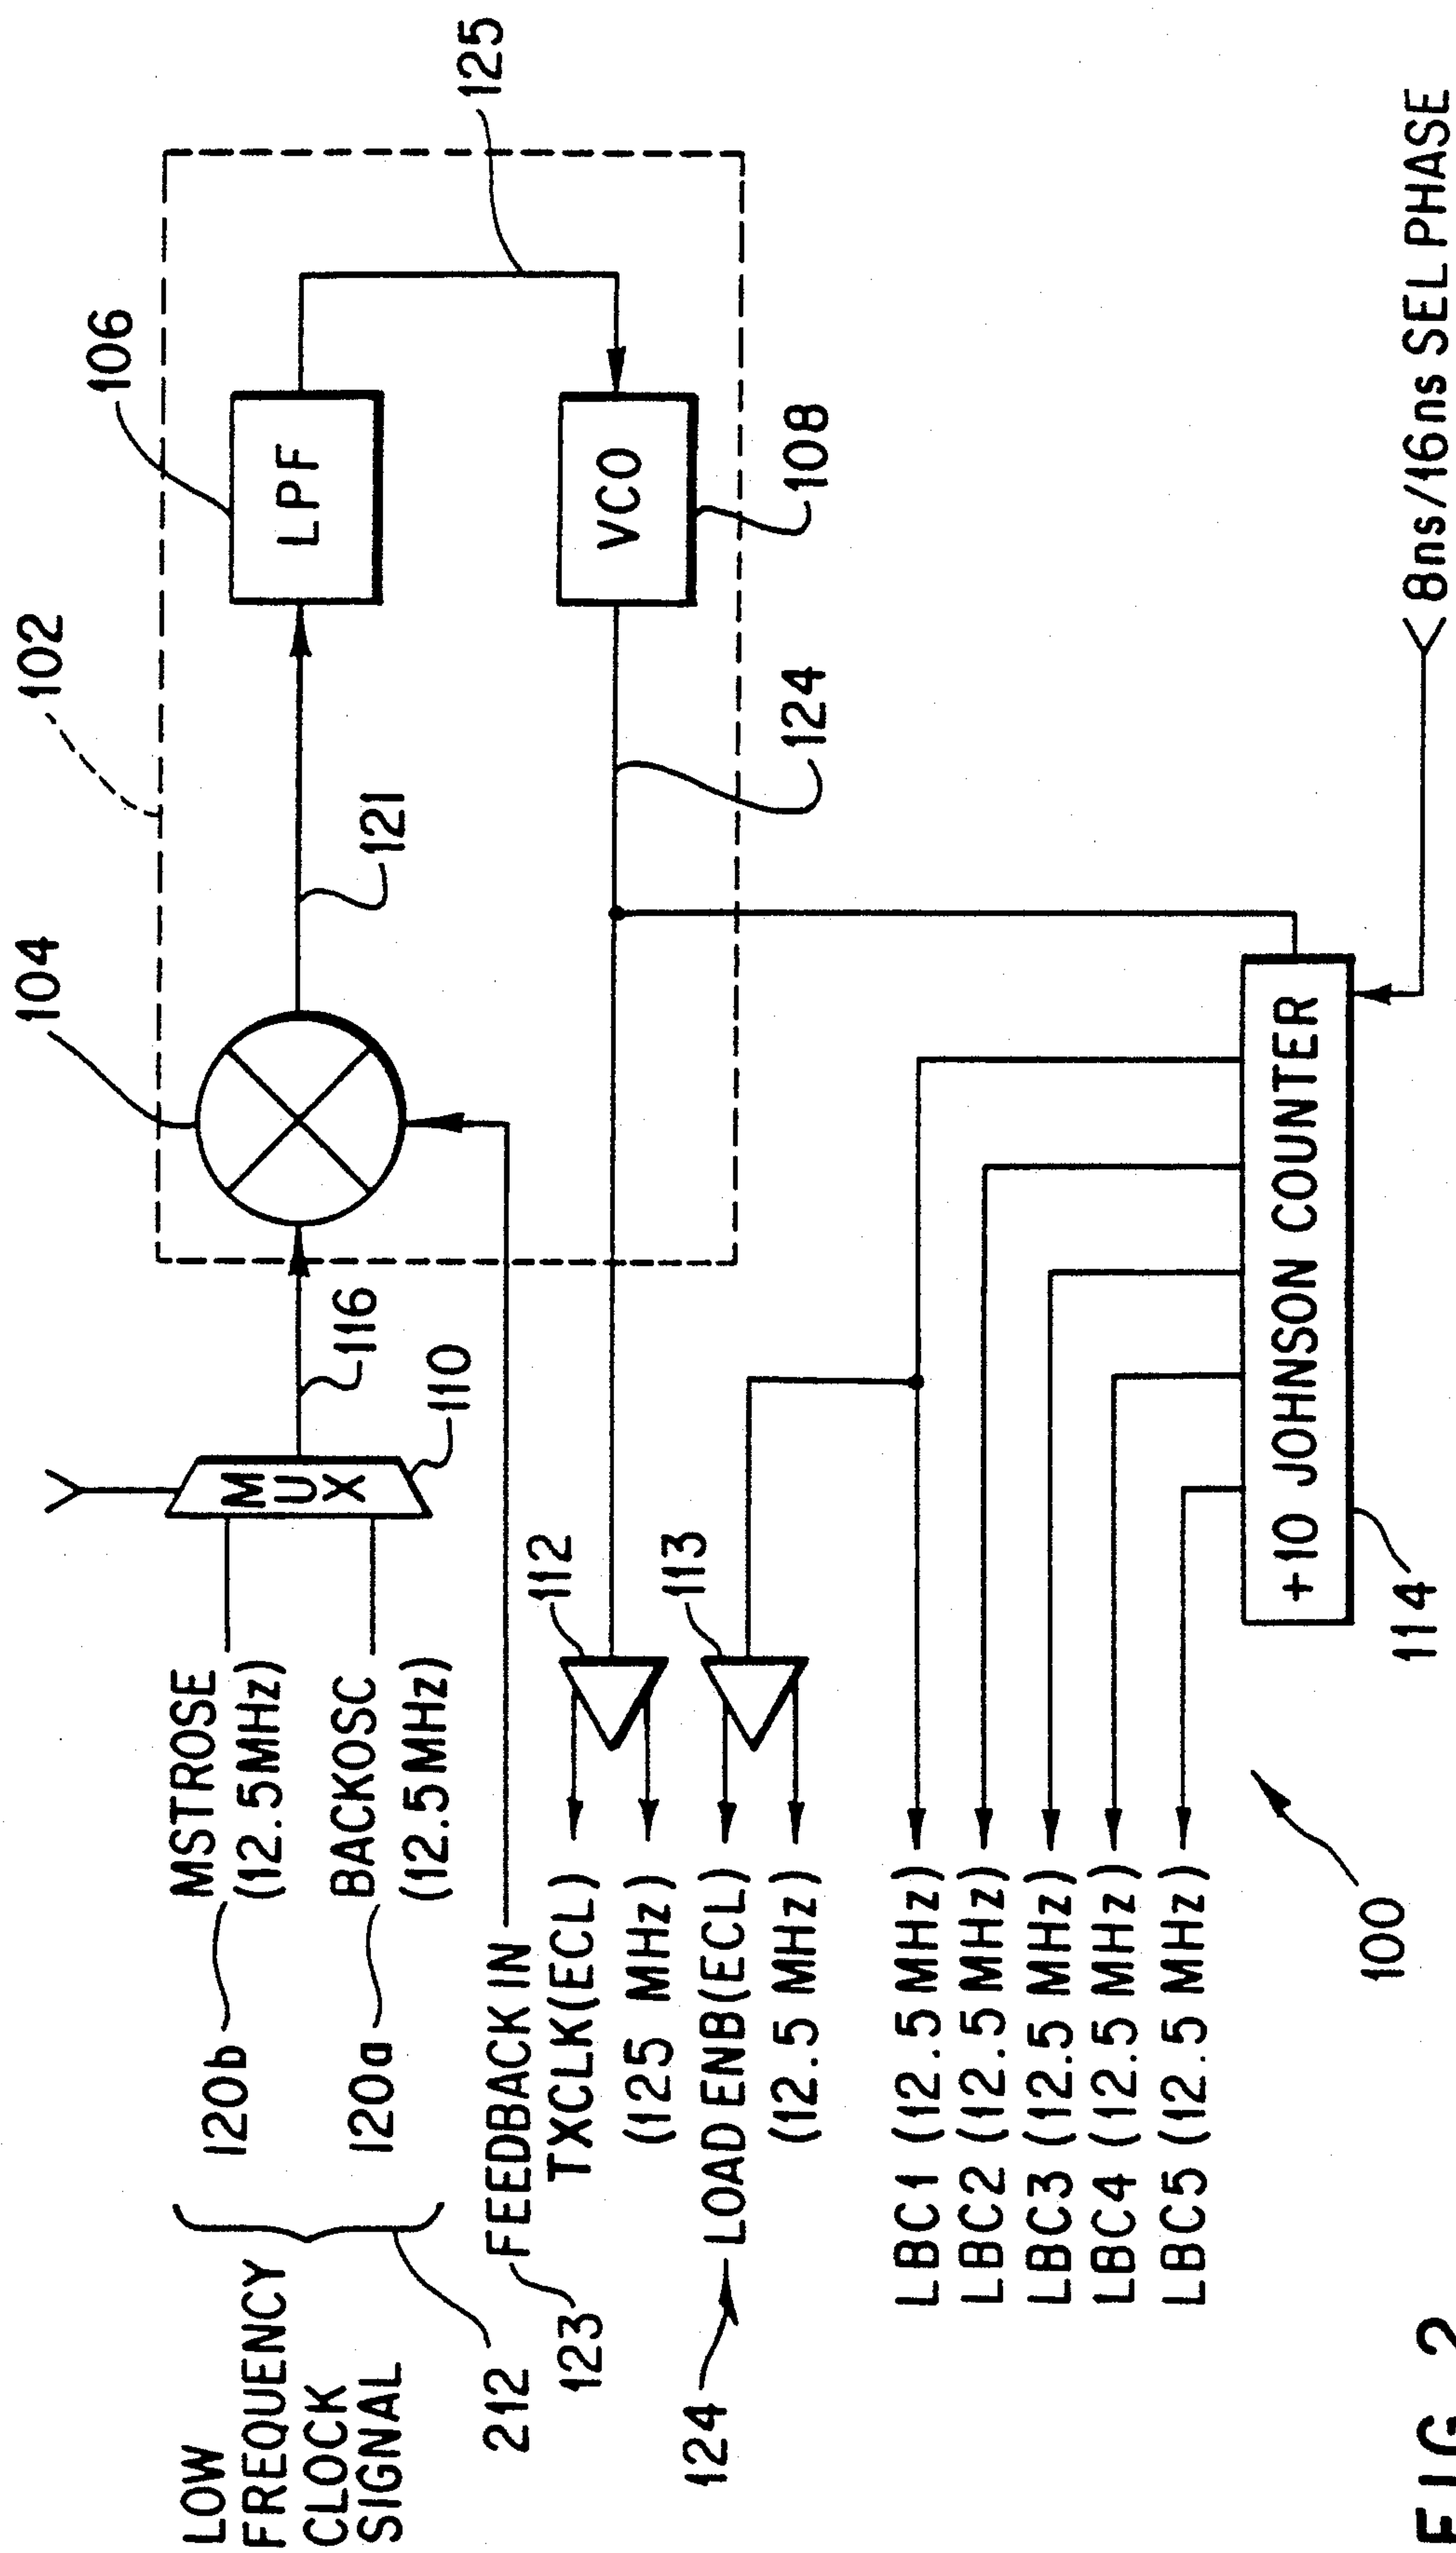 LOW
FREQUENCY
CLOCK
SIGNAL
212
120b
MSTROSE
(12.5MHz)
120a
BACKOSC
(12.5MHz)
MUX
110
116
104
102
121
106
LPF
125
VCO
108
124
123
FEEDBACK IN
TXCLK(ECL)
(125 MHz)
112
124
LOAD ENB(ECL)
(12.5 MHz)
113
LBC1 (12.5 MHz)
LBC2 (12.5 MHz)
LBC3 (12.5 MHz)
LBC4 (12.5 MHz)
LBC5 (12.5 MHz)
+10 JOHNSON COUNTER
114
8ns/16ns SEL PHASE
100
FIG 2